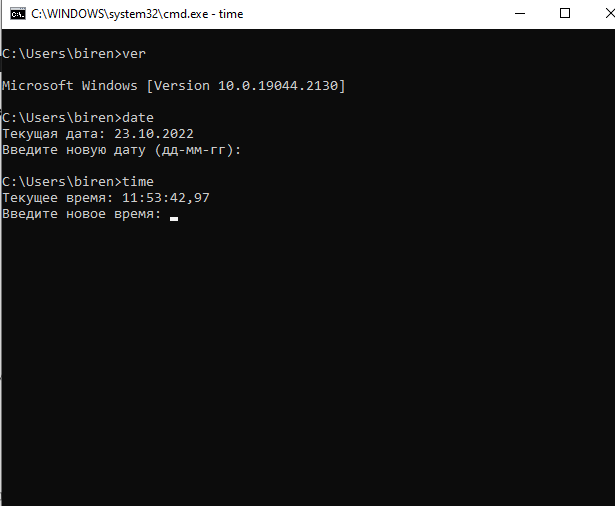 C:\WINDOWS\system32\cmd.exe - time
C:\Users\biren>ver
Microsoft Windows [Version 10.0.19044.2130]
C:\Users\biren>date
Текущая дата: 23.10.2022
Введите новую дату (дд-мм-гг):
C:\Users\biren>time
Текущее время: 11:53:42,97
Введите новое время: